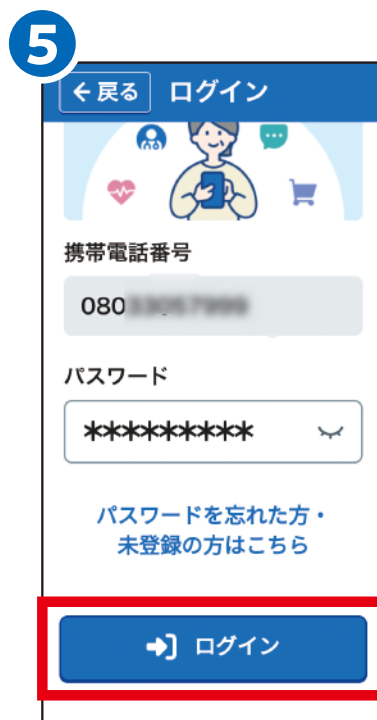 5
← 戻る ログイン
携帯電話番号
080
パスワード
*********
パスワードを忘れた方・
未登録の方はこちら
ログイン